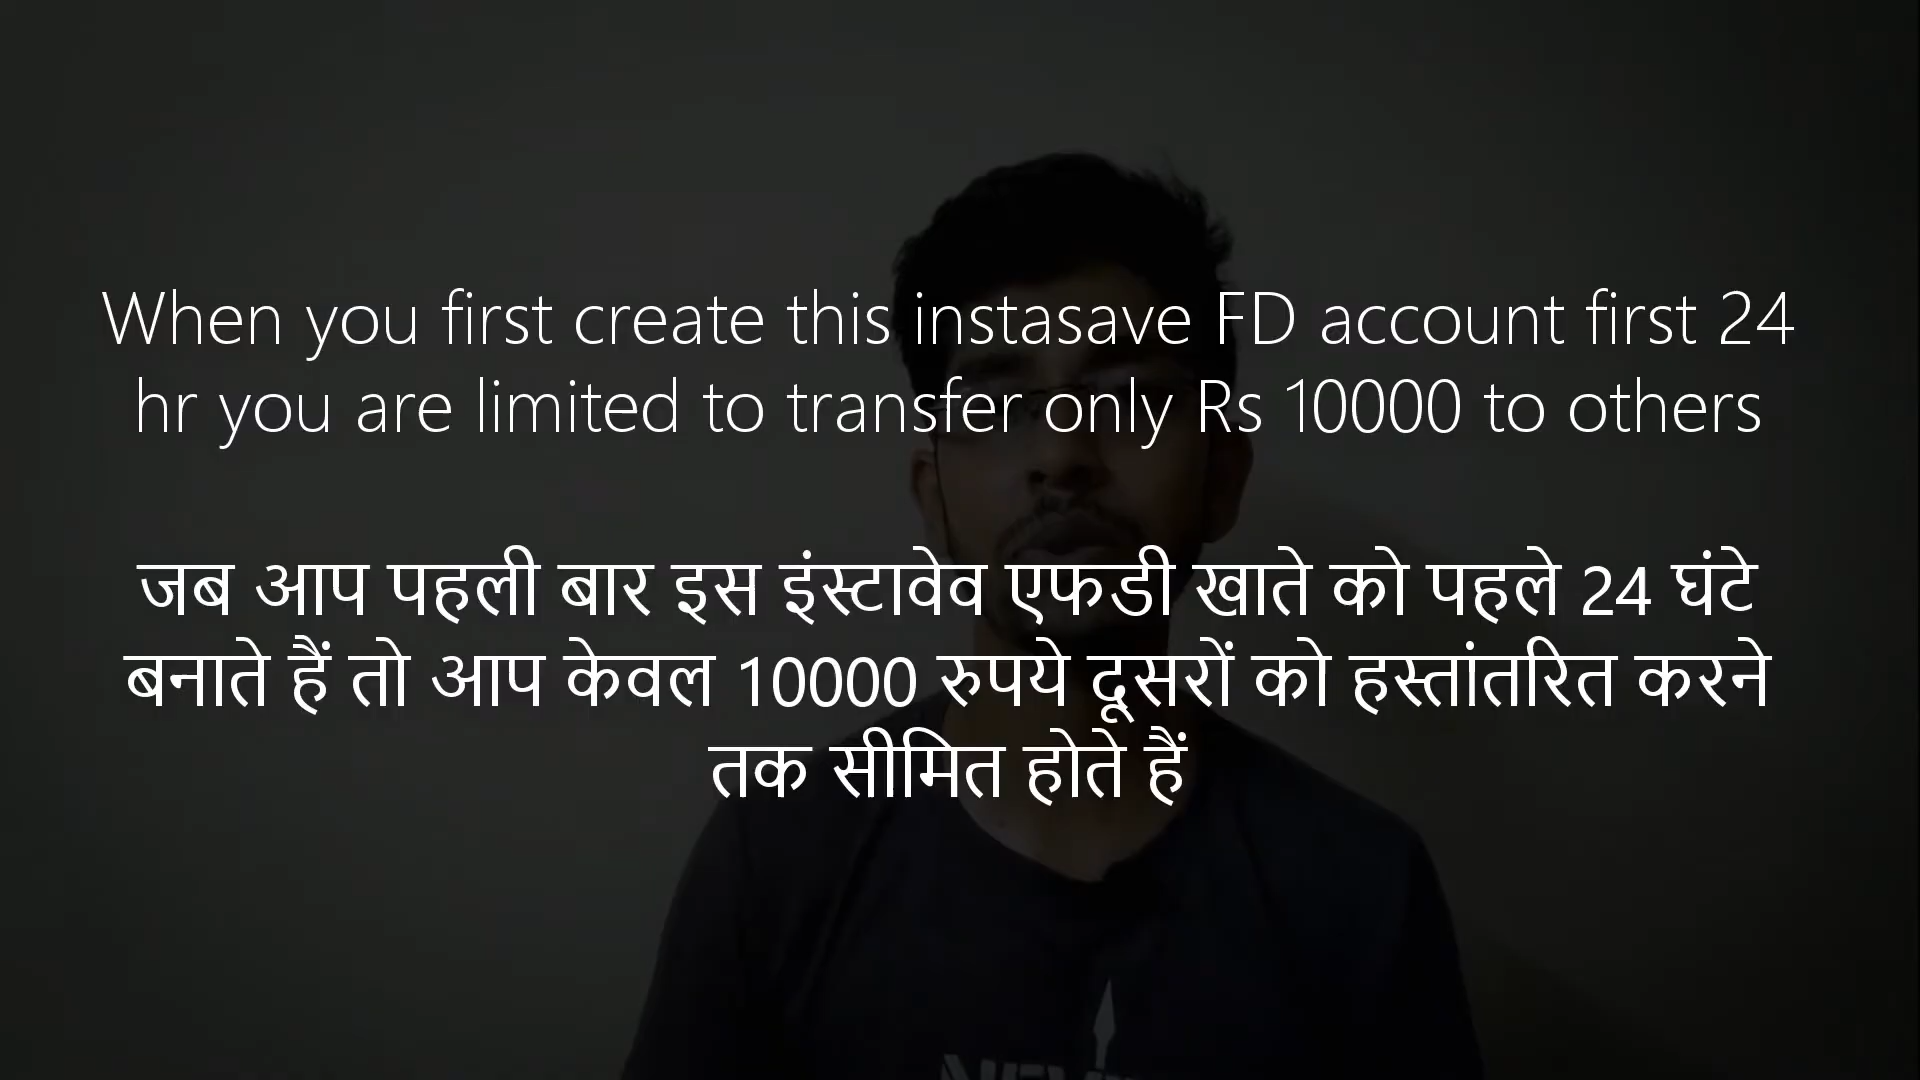 When you first create this instasave FD account first 24
hr you are limited to transfer only Rs 10000 to others
जब आप पहली बार इस इंस्टावेव एफडी खाते को पहले 24 घंटे
बनाते हैं तो आप केवल 10000 रुपये दूसरों को हस्तांतरित करने
तक सीमित होते हैं